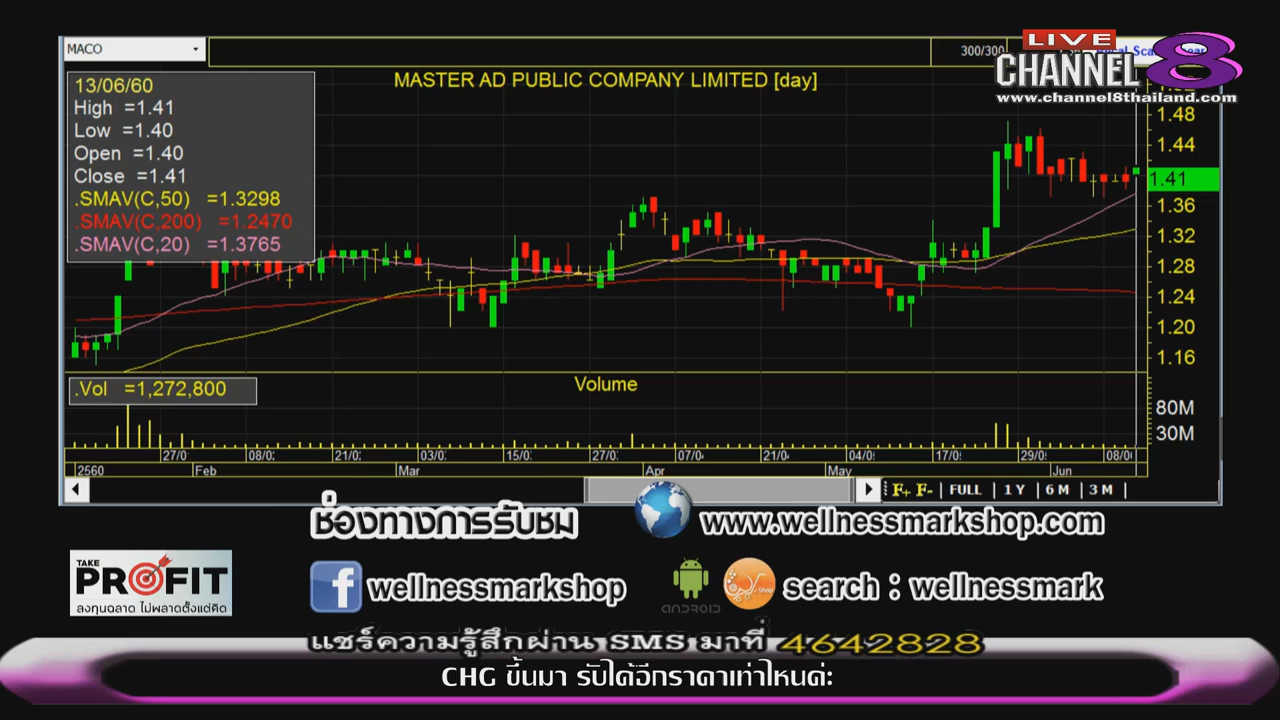 MACO
300/300
LIVE
CHANNEL 8
www.channel8thailand.com
MASTER AD PUBLIC COMPANY LIMITED [day]
13/06/60
High =1.41
Low =1.40
Open =1.40
Close =1.41
.SMAV(C,50) =1.3298
.SMAV(C,200) =1.2470
.SMAV(C,20) =1.3765
1.48
1.44
1.41
1.36
1.32
1.28
1.24
1.20
1.16
.Vol =1,272,800
Volume
80M
30M
27/0 08/0 21/0 03/0 15/0 27/0 07/0 21/0 04/0 17/0 29/0 08/0
2560 Feb Mar Apr May Jun
F+ F- | FULL | 1 Y | 6 M | 3 M |
ช่องทางการรับชม
www.wellnessmarkshop.com
TAKE
PROFIT
ลงทุนฉลาด ไม่พลาดตั้งแต่คิด
wellnessmarkshop
android
Shop
search : wellnessmark
แชร์ความรู้สึกผ่าน SMS มาที่ 4642828
CHG ขึ้นมา รับได้อีกราคาเท่าไหนค่ะ